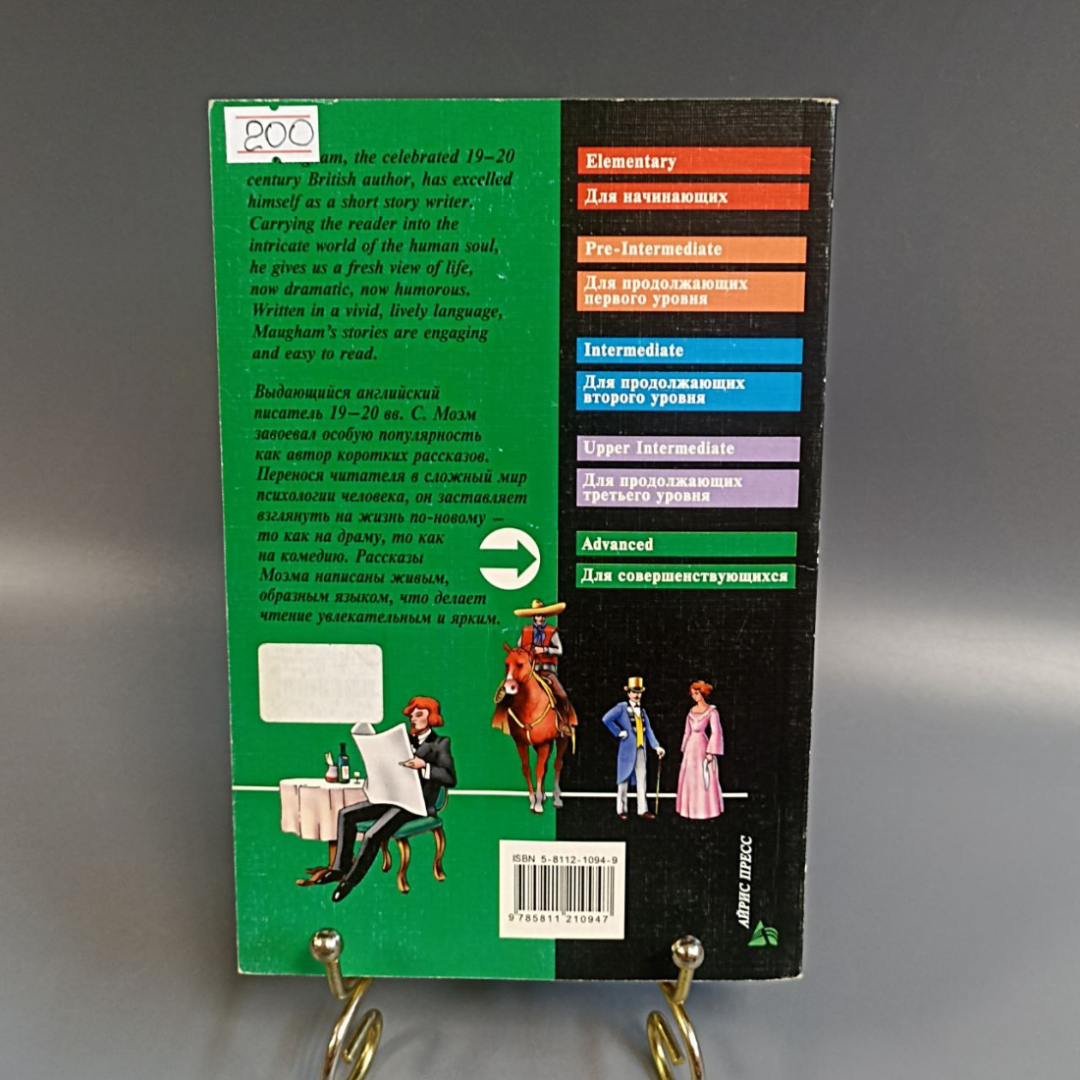 200
the celebrated 19–20
century British author, has excelled
himself as a short story writer.
Carrying the reader into the
intricate world of the human soul,
he gives us a fresh view of life,
now dramatic, now humorous.
Written in a vivid, lively language,
Maugham's stories are engaging
and easy to read.
Выдающийся английский
писатель 19–20 вв. С. Моэм
завоевал особую популярность
как автор коротких рассказов.
Перенося читателя в сложный мир
психологии человека, он заставляет
взглянуть на жизнь по-новому –
то как на драму, то как
на комедию. Рассказы
Моэма написаны живым,
образным языком, что делает
чтение увлекательным и ярким.
Elementary
Для начинающих
Pre-Intermediate
Для продолжающих
первого уровня
Intermediate
Для продолжающих
второго уровня
Upper Intermediate
Для продолжающих
третьего уровня
Advanced
Для совершенствующихся
ISBN 5-8112-1094-9
9 785811 210947
АЙРИС ПРЕСС